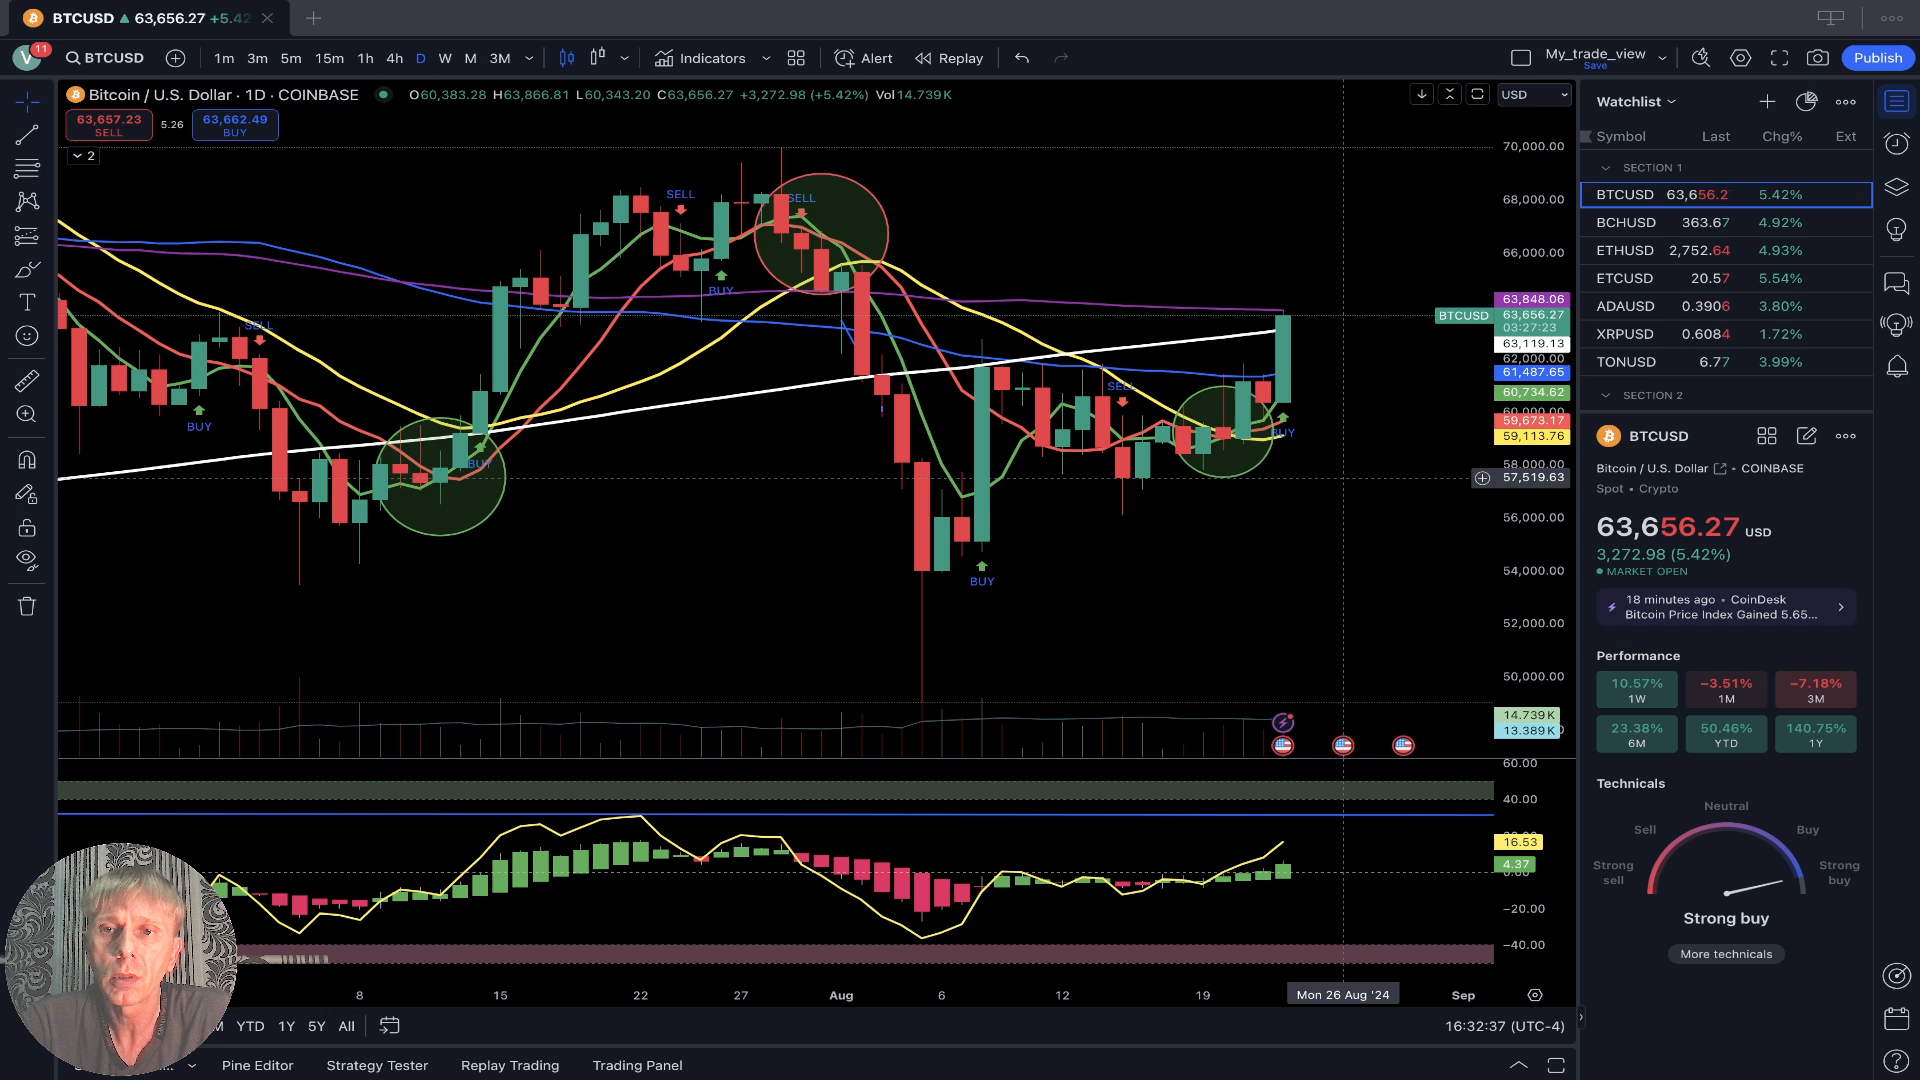 BTCUSD ▲ 63,656.27 +5.42
V 11 BTCUSD 1m 3m 5m 15m 1h 4h D W M 3M Indicators Alert Replay My_trade_view Save Publish
Bitcoin / U.S. Dollar · 1D · COINBASE O60,383.28 H63,866.81 L60,343.20 C63,656.27 +3,272.98 (+5.42%) Vol14.739K USD
63,657.23 SELL 5.26 63,662.49 BUY
2
SELL
BUY
BUY
SELL
BUY
SELL
BUY
SELL
BUY
70,000.00
68,000.00
66,000.00
63,848.06
BTCUSD 63,656.27
03:27:23
63,119.13
62,000.00
61,487.65
60,734.62
60,000.00
59,673.17
59,113.76
58,000.00
57,519.63
56,000.00
54,000.00
52,000.00
50,000.00
14.739K
13.389K
60.00
40.00
16.53
4.37
0.00
−20.00
−40.00
8 15 22 27 Aug 6 12 19 Mon 26 Aug '24 Sep
YTD 1Y 5Y All 16:32:37 (UTC-4)
Pine Editor Strategy Tester Replay Trading Trading Panel
Watchlist
Symbol Last Chg% Ext
SECTION 1
BTCUSD 63,656.2 5.42%
BCHUSD 363.67 4.92%
ETHUSD 2,752.64 4.93%
ETCUSD 20.57 5.54%
ADAUSD 0.3906 3.80%
XRPUSD 0.6084 1.72%
TONUSD 6.77 3.99%
SECTION 2
BTCUSD
Bitcoin / U.S. Dollar • COINBASE
Spot • Crypto
63,656.27 USD
3,272.98 (5.42%)
MARKET OPEN
18 minutes ago • CoinDesk
Bitcoin Price Index Gained 5.65...
Performance
10.57% −3.51% −7.18%
1W 1M 3M
23.38% 50.46% 140.75%
6M YTD 1Y
Technicals
Neutral
Sell Buy
Strong sell Strong buy
Strong buy
More technicals